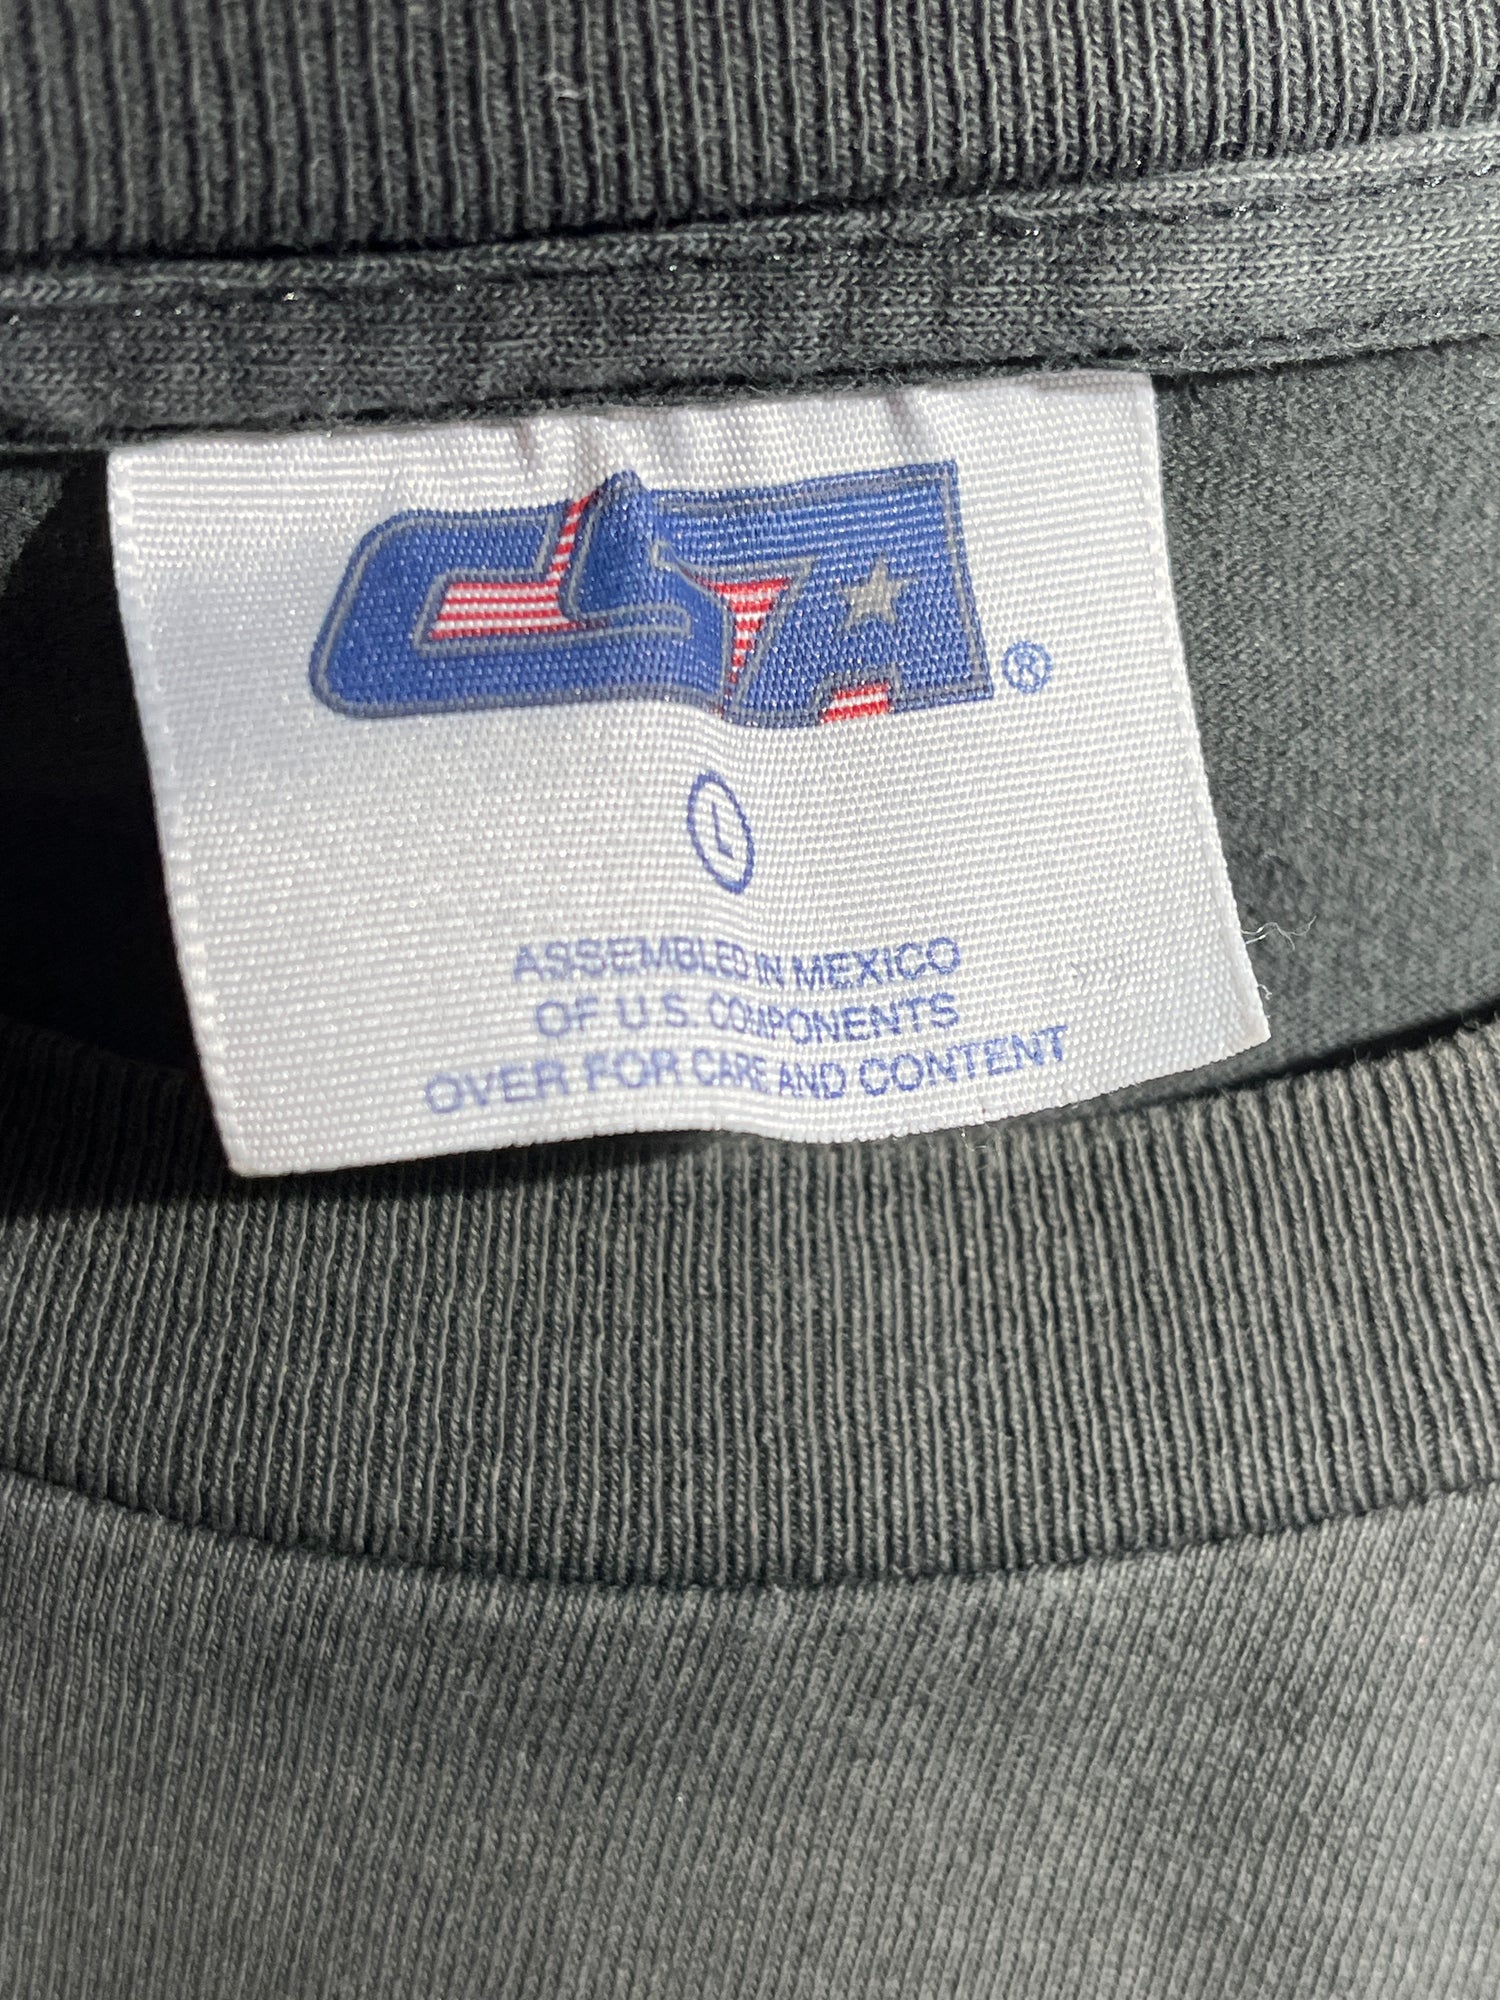 CSA ®
L
ASSEMBLED IN MEXICO
OF U.S. COMPONENTS
OVER FOR CARE AND CONTENT